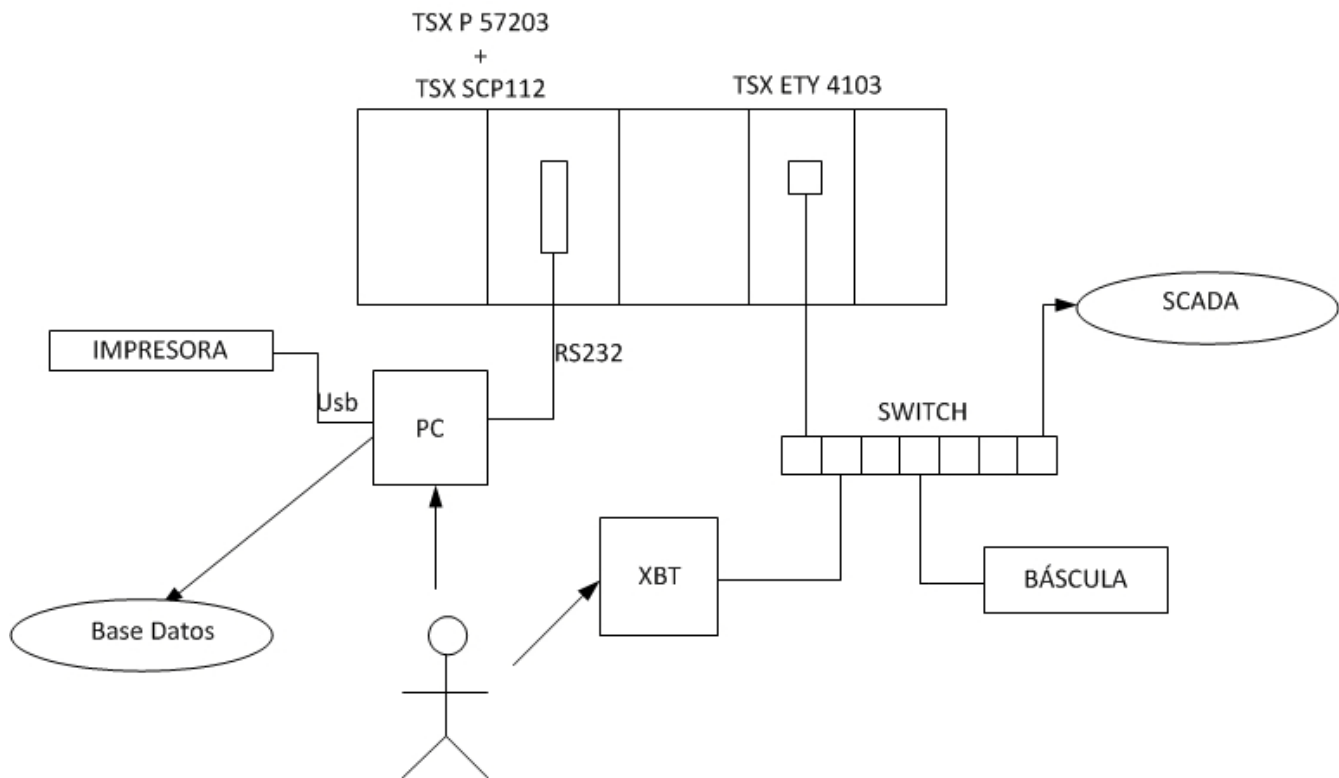 TSX P 57203
+
TSX SCP112
TSX ETY 4103
SCADA
IMPRESORA
RS232
Usb
PC
SWITCH
XBT
BÁSCULA
Base Datos